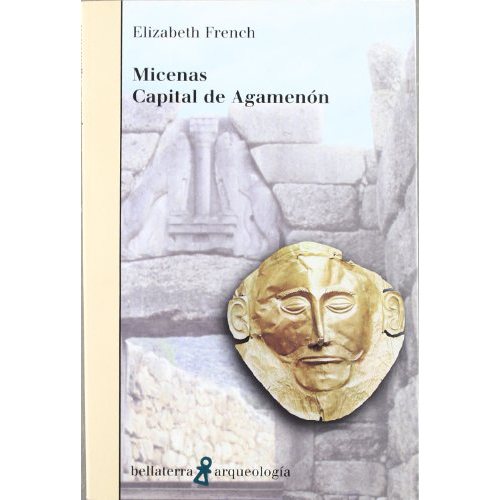 Elizabeth French
Micenas
Capital de Agamenón
bellaterra arqueología